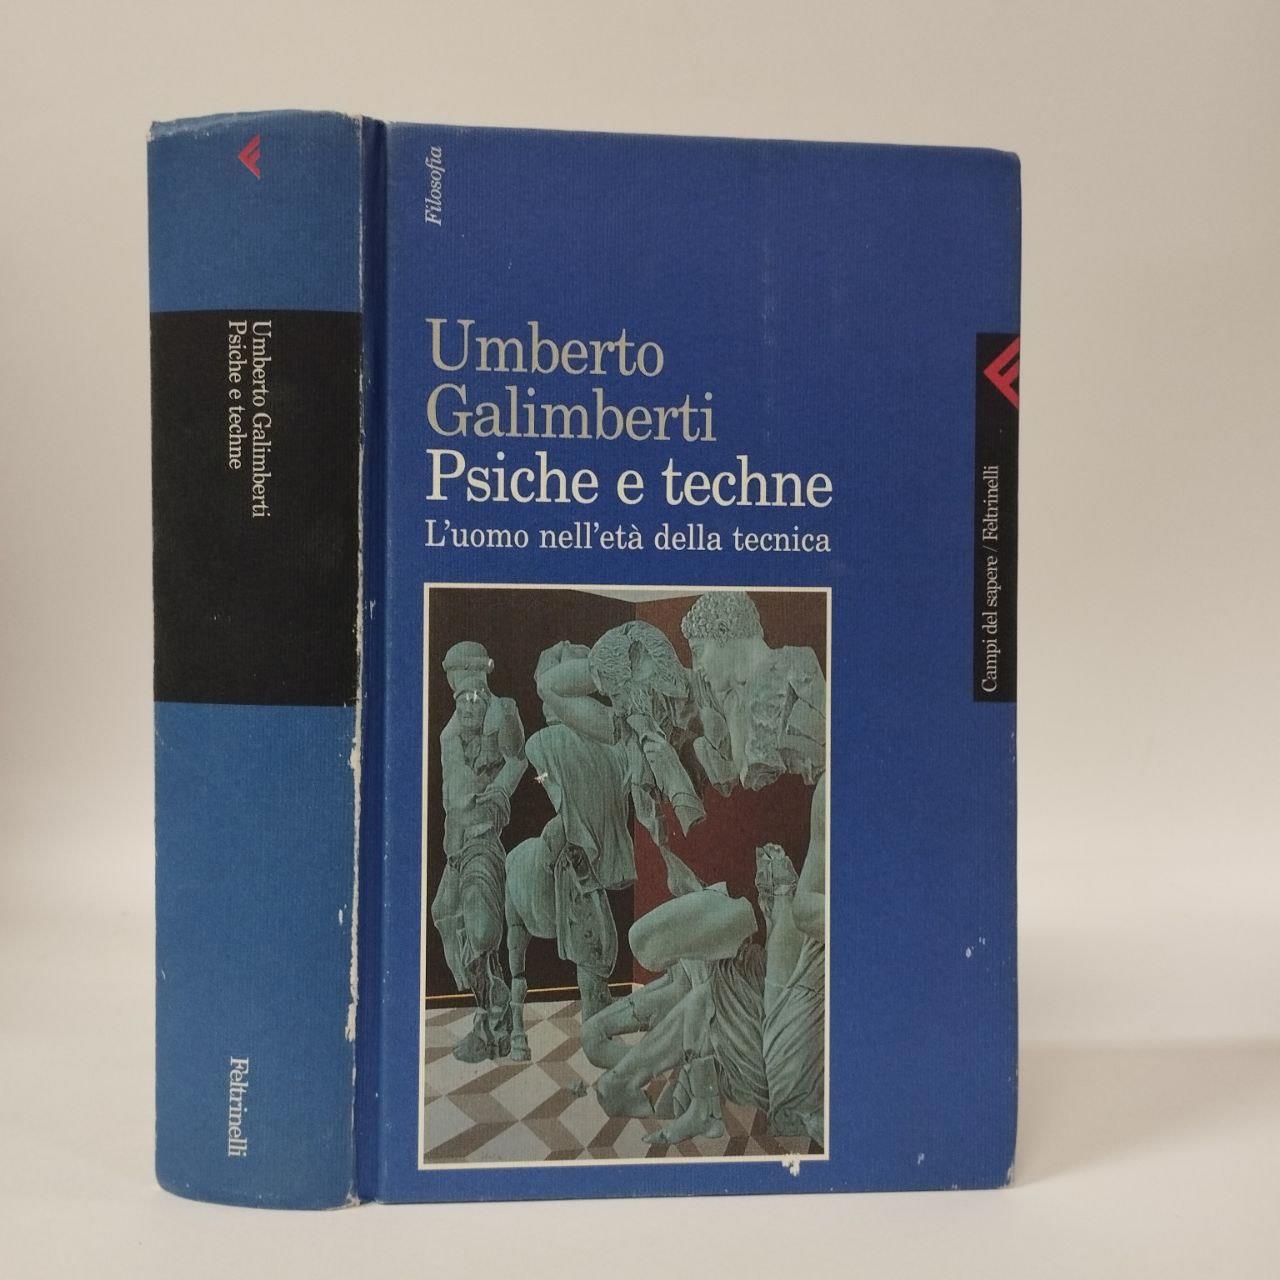 Umberto Galimberti
Psiche e techne
Feltrinelli
Filosofia
Umberto
Galimberti
Psiche e techne
L'uomo nell'età della tecnica
Campi del sapere / Feltrinelli